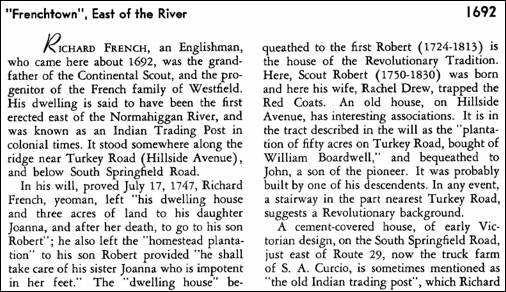 "Frenchtown", East of the River
1692
RICHARD FRENCH, an Englishman,
who came here about 1692, was the grand-
father of the Continental Scout, and the pro-
genitor of the French family of Westfield.
His dwelling is said to have been the first
erected east of the Normahiggan River, and
was known as an Indian Trading Post in
colonial times. It stood somewhere along the
ridge near Turkey Road (Hillside Avenue),
and below South Springfield Road.
In his will, proved July 17, 1747, Richard
French, yeoman, left "his dwelling house
and three acres of land to his daughter
Joanna, and after her death, to go to his son
Robert"; he also left the "homestead planta-
tion" to his son Robert provided "he shall
take care of his sister Joanna who is impotent
in her feet." The "dwelling house" be-
queathed to the first Robert (1724-1813) is
the house of the Revolutionary Tradition.
Here, Scout Robert (1750-1830) was born
and here his wife, Rachel Drew, trapped the
Red Coats. An old house, on Hillside
Avenue, has interesting associations. It is in
the tract described in the will as the "planta-
tion of fifty acres on Turkey Road, bought of
William Boardwell," and bequeathed to
John, a son of the pioneer. It was probably
built by one of his descendents. In any event,
a stairway in the part nearest Turkey Road,
suggests a Revolutionary background.
A cement-covered house, of early Vic-
torian design, on the South Springfield Road,
just east of Route 29, now the truck farm
of S. A. Curcio, is sometimes mentioned as
"the old Indian trading post", which Richard